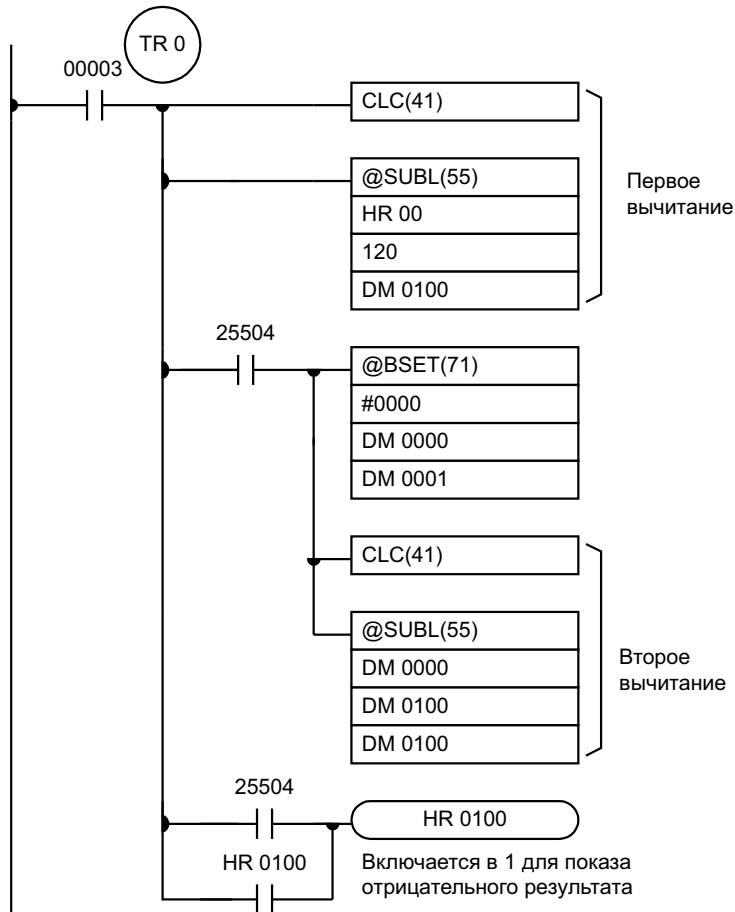 TR 0
00003
CLC(41)
@SUBL(55)
HR 00
120
DM 0100
Первое
вычитание
25504
@BSET(71)
#0000
DM 0000
DM 0001
CLC(41)
@SUBL(55)
DM 0000
DM 0100
DM 0100
Второе
вычитание
25504
HR 0100
HR 0100
Включается в 1 для показа
отрицательного результата